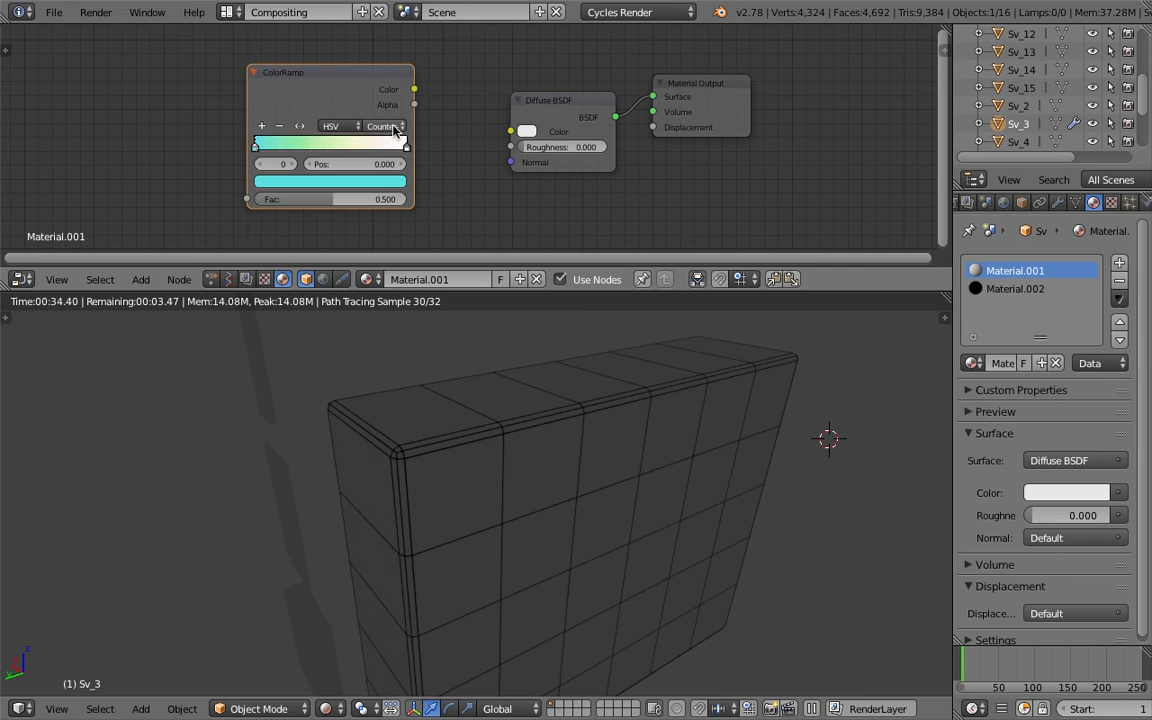 File Render Window Help Compositing Scene Cycles Render v2.78 | Verts:4,324 | Faces:4,692 | Tris:9,384 | Objects:1/16 | Lamps:0/0 | Mem:37.28M | S
ColorRamp
Color
Alpha
HSV Counte
0 Pos: 0.000
Fac: 0.500
Diffuse BSDF
BSDF
Color
Roughness: 0.000
Normal
Material Output
Surface
Volume
Displacement
Material.001
View Select Add Node Material.001 F Use Nodes
Time:00:34.40 | Remaining:00:03.47 | Mem:14.08M, Peak:14.08M | Path Tracing Sample 30/32
z
y
(1) Sv_3
View Select Add Object Object Mode Global RenderLayer
Sv_12
Sv_13
Sv_14
Sv_15
Sv_2
Sv_3
Sv_4
View Search All Scenes
Sv Material.
Material.001
Material.002
Mate F Data
Custom Properties
Preview
Surface
Surface: Diffuse BSDF
Color:
Roughne 0.000
Normal: Default
Volume
Displacement
Displace... Default
Settings
50 100 150 200 250
Start: 1